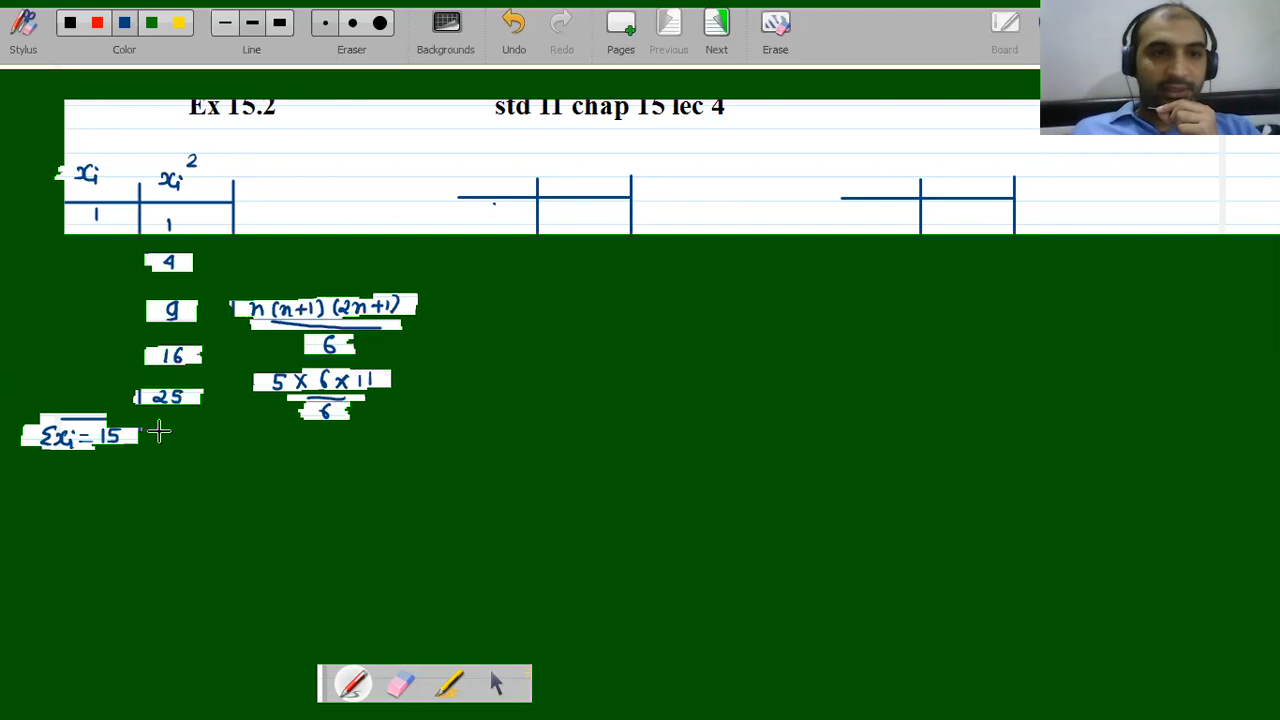 Stylus Color Line Eraser Backgrounds Undo Redo Pages Previous Next Erase Board
Ex 15.2 std 11 chap 15 lec 4
xᵢ xᵢ²
1 1
4
9 n(n+1)(2n+1)
6
16
5 × 6 × 11
25
6
Σxᵢ = 15